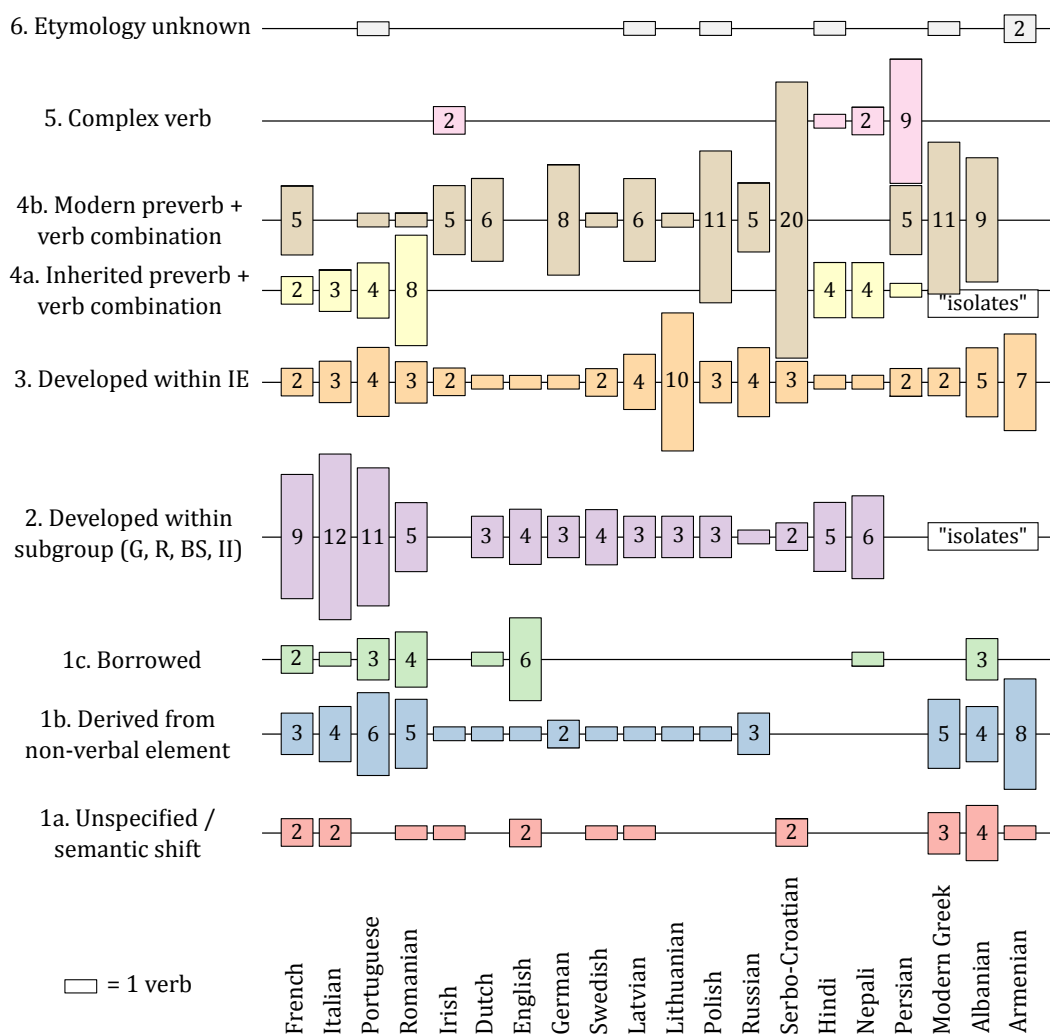 6. Etymology unknown
2
5. Complex verb
2 2 9
4b. Modern preverb +
verb combination
5 5 6 8 6 11 5 20 5 11 9
4a. Inherited preverb +
verb combination
2 3 4 8 4 4 "isolates"
3. Developed within IE
2 3 4 3 2 2 4 10 3 4 3 2 2 5 7
2. Developed within
subgroup (G, R, BS, II)
9 12 11 5 3 4 3 4 3 3 3 2 5 6 "isolates"
1c. Borrowed
2 3 4 6 3
1b. Derived from
non-verbal element
3 4 6 5 2 3 5 4 8
1a. Unspecified /
semantic shift
2 2 2 2 3 4
French
Italian
Portuguese
Romanian
Irish
Dutch
English
German
Swedish
Latvian
Lithuanian
Polish
Russian
Serbo-Croatian
Hindi
Nepali
Persian
Modern Greek
Albanian
Armenian
= 1 verb